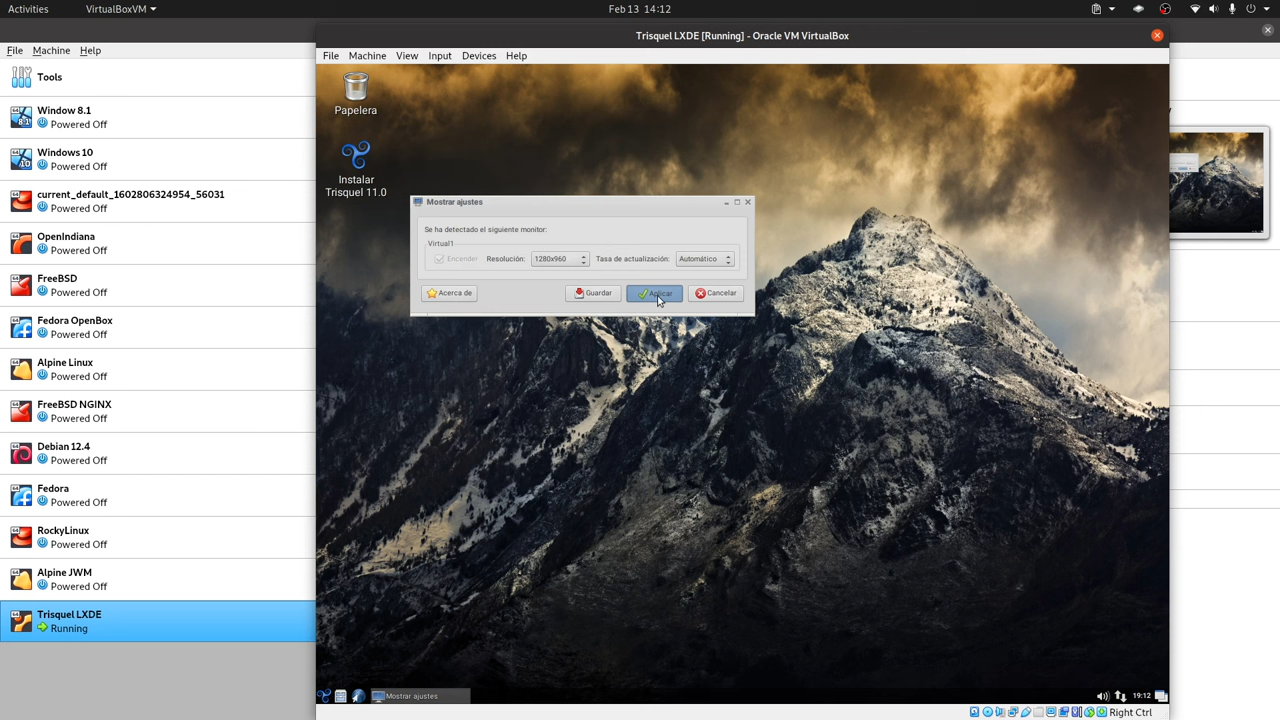 Activities
VirtualBoxVM
Feb 13 14:12
File Machine Help
Tools
Window 8.1
Powered Off
Windows 10
Powered Off
current_default_1602806324954_56031
Powered Off
OpenIndiana
Powered Off
FreeBSD
Powered Off
Fedora OpenBox
Powered Off
Alpine Linux
Powered Off
FreeBSD NGINX
Powered Off
Debian 12.4
Powered Off
Fedora
Powered Off
RockyLinux
Powered Off
Alpine JWM
Powered Off
Trisquel LXDE
Running
Trisquel LXDE [Running] - Oracle VM VirtualBox
File Machine View Input Devices Help
Papelera
Instalar
Trisquel 11.0
Mostrar ajustes
Se ha detectado el siguiente monitor:
Virtual1
Encender Resolución: 1280x960 Tasa de actualización: Automático
Acerca de Guardar Aplicar Cancelar
Mostrar ajustes
19:12
Right Ctrl